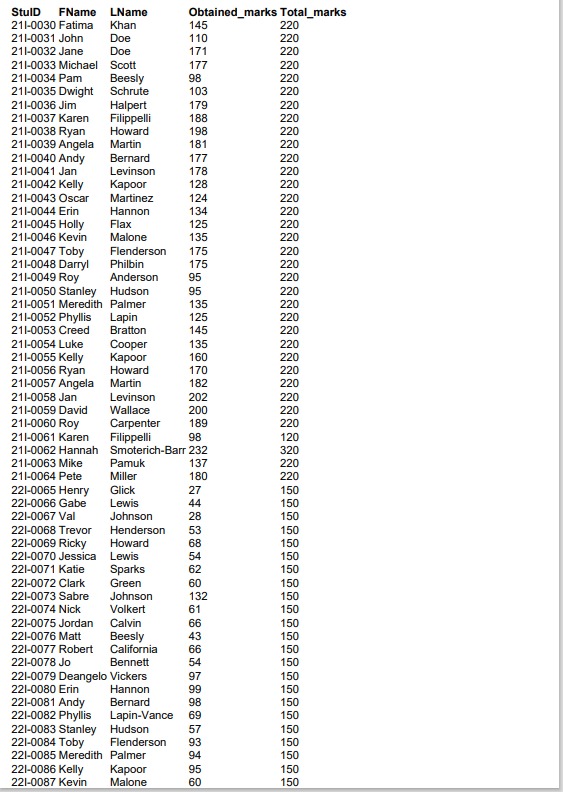 StuID FName LName Obtained_marks Total_marks
21I-0030 Fatima Khan 145 220
21I-0031 John Doe 110 220
21I-0032 Jane Doe 171 220
21I-0033 Michael Scott 177 220
21I-0034 Pam Beesly 98 220
21I-0035 Dwight Schrute 103 220
21I-0036 Jim Halpert 179 220
21I-0037 Karen Filippelli 188 220
21I-0038 Ryan Howard 198 220
21I-0039 Angela Martin 181 220
21I-0040 Andy Bernard 177 220
21I-0041 Jan Levinson 178 220
21I-0042 Kelly Kapoor 128 220
21I-0043 Oscar Martinez 124 220
21I-0044 Erin Hannon 134 220
21I-0045 Holly Flax 125 220
21I-0046 Kevin Malone 135 220
21I-0047 Toby Flenderson 175 220
21I-0048 Darryl Philbin 175 220
21I-0049 Roy Anderson 95 220
21I-0050 Stanley Hudson 95 220
21I-0051 Meredith Palmer 135 220
21I-0052 Phyllis Lapin 125 220
21I-0053 Creed Bratton 145 220
21I-0054 Luke Cooper 135 220
21I-0055 Kelly Kapoor 160 220
21I-0056 Ryan Howard 170 220
21I-0057 Angela Martin 182 220
21I-0058 Jan Levinson 202 220
21I-0059 David Wallace 200 220
21I-0060 Roy Carpenter 189 220
21I-0061 Karen Filippelli 98 120
21I-0062 Hannah Smoterich-Barr 232 320
21I-0063 Mike Pamuk 137 220
21I-0064 Pete Miller 180 220
22I-0065 Henry Glick 27 150
22I-0066 Gabe Lewis 44 150
22I-0067 Val Johnson 28 150
22I-0068 Trevor Henderson 53 150
22I-0069 Ricky Howard 68 150
22I-0070 Jessica Lewis 54 150
22I-0071 Katie Sparks 62 150
22I-0072 Clark Green 60 150
22I-0073 Sabre Johnson 132 150
22I-0074 Nick Volkert 61 150
22I-0075 Jordan Calvin 66 150
22I-0076 Matt Beesly 43 150
22I-0077 Robert California 66 150
22I-0078 Jo Bennett 54 150
22I-0079 Deangelo Vickers 97 150
22I-0080 Erin Hannon 99 150
22I-0081 Andy Bernard 98 150
22I-0082 Phyllis Lapin-Vance 69 150
22I-0083 Stanley Hudson 57 150
22I-0084 Toby Flenderson 93 150
22I-0085 Meredith Palmer 94 150
22I-0086 Kelly Kapoor 95 150
22I-0087 Kevin Malone 60 150